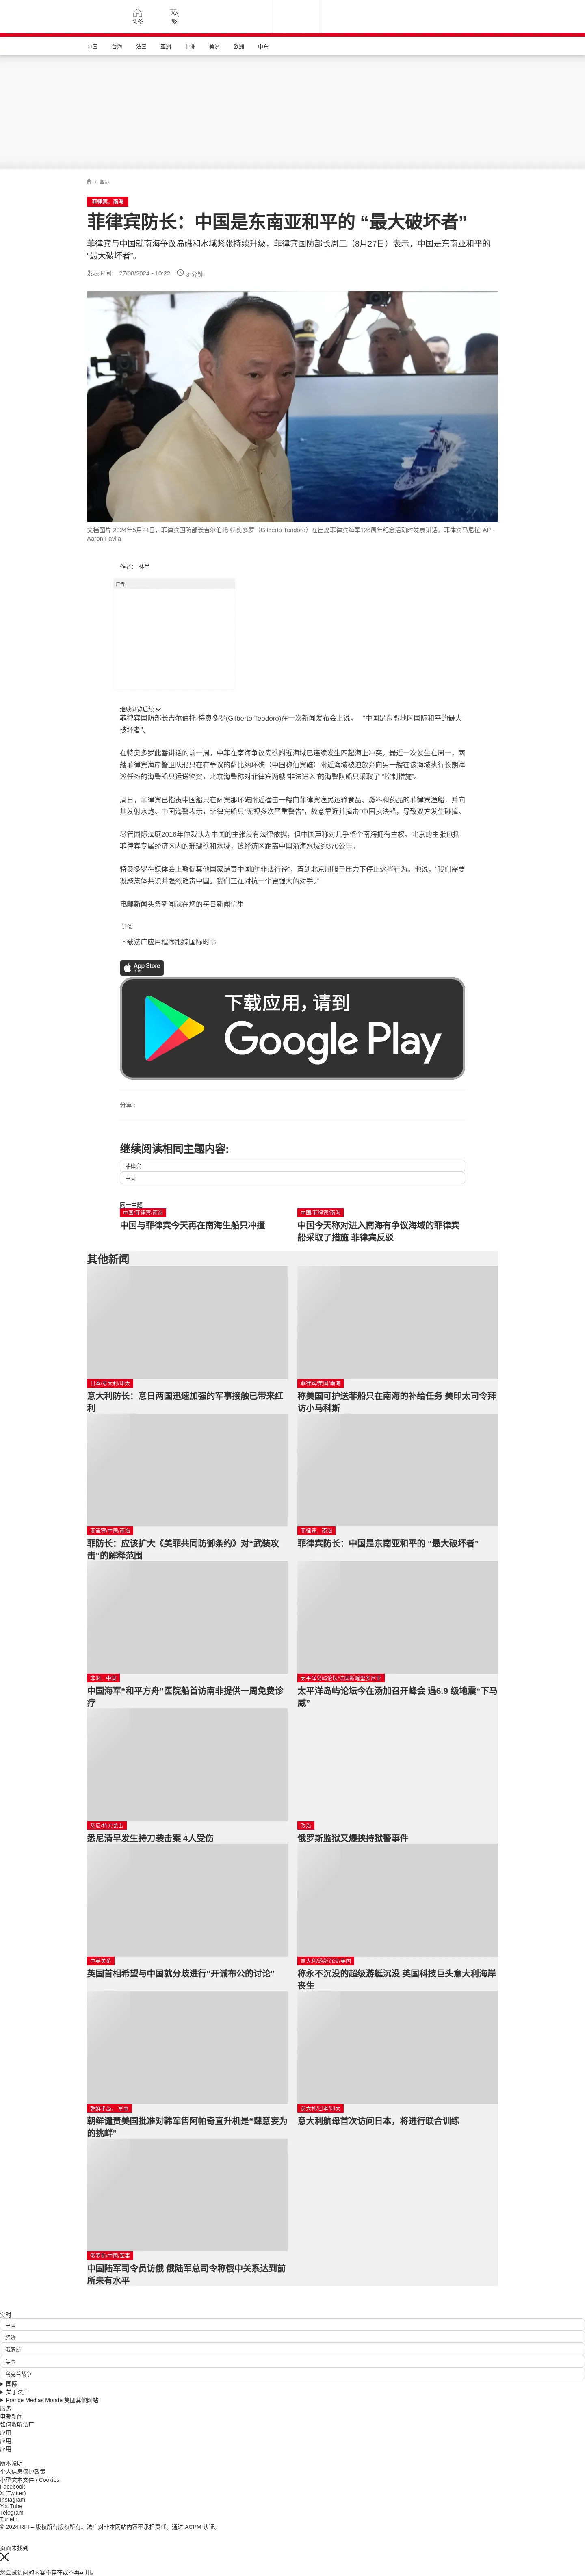 头条
繁
中国
台海
法国
亚洲
非洲
美洲
欧洲
中东
/ 国际
菲律宾，南海
菲律宾防长：中国是东南亚和平的 “最大破坏者”
菲律宾与中国就南海争议岛礁和水域紧张持续升级，菲律宾国防部长周二（8月27日）表示，中国是东南亚和平的
“最大破坏者”。
发表时间： 27/08/2024 - 10:22
3 分钟
文档图片 2024年5月24日，菲律宾国防部长吉尔伯托-特奥多罗（Gilberto Teodoro）在出席菲律宾海军126周年纪念活动时发表讲话。菲律宾马尼拉 AP -
Aaron Favila
作者： 林兰
广告
继续浏览后续
菲律宾国防部长吉尔伯托-特奥多罗(Gilberto Teodoro)在一次新闻发布会上说， “中国是东盟地区国际和平的最大
破坏者”。
在特奥多罗此番讲话的前一周，中菲在南海争议岛礁附近海域已连续发生四起海上冲突。最近一次发生在周一，两
艘菲律宾海岸警卫队船只在有争议的萨比纳环礁（中国称仙宾礁）附近海域被迫放弃向另一艘在该海域执行长期海
巡任务的海警船只运送物资，北京海警称对菲律宾两艘“非法进入”的海警队船只采取了 “控制措施”。
周日，菲律宾已指责中国船只在萨宾那环礁附近撞击一艘向菲律宾渔民运输食品、燃料和药品的菲律宾渔船，并向
其发射水炮。中国海警表示，菲律宾船只“无视多次严重警告”，故意靠近并撞击“中国执法船，导致双方发生碰撞。
尽管国际法庭2016年仲裁认为中国的主张没有法律依据，但中国声称对几乎整个南海拥有主权。北京的主张包括
菲律宾专属经济区内的珊瑚礁和水域，该经济区距离中国沿海水域约370公里。
特奥多罗在媒体会上敦促其他国家谴责中国的“非法行径”，直到北京屈服于压力下停止这些行为，他说，“我们需要
凝聚集体共识并强烈谴责中国。我们正在对抗一个更强大的对手。”
电邮新闻头条新闻就在您的每日新闻信里
订阅
下载法广应用程序跟踪国际时事
App Store
下载
下载应用，请到
Google Play
分享 :
继续阅读相同主题内容:
菲律宾
中国
同一主题
中国/菲律宾/南海
中国与菲律宾今天再在南海生船只冲撞
中国/菲律宾/南海
中国今天称对进入南海有争议海域的菲律宾
船采取了措施 菲律宾反驳
其他新闻
日本/意大利/印太
意大利防长：意日两国迅速加强的军事接触已带来红
利
菲律宾/美国/南海
称美国可护送菲船只在南海的补给任务 美印太司令拜
访小马科斯
菲律宾/中国/南海
菲防长：应该扩大《美菲共同防御条约》对“武装攻
击”的解释范围
菲律宾，南海
菲律宾防长：中国是东南亚和平的 “最大破坏者”
非洲，中国
中国海军“和平方舟”医院船首访南非提供一周免费诊
疗
太平洋岛屿论坛/法国新喀里多尼亚
太平洋岛屿论坛今在汤加召开峰会 遇6.9 级地震“下马
威”
悉尼/持刀袭击
悉尼清早发生持刀袭击案 4人受伤
政治
俄罗斯监狱又爆挟持狱警事件
中英关系
英国首相希望与中国就分歧进行“开诚布公的讨论”
意大利/游艇沉没/英国
称永不沉没的超级游艇沉没 英国科技巨头意大利海岸
丧生
朝鲜半岛， 军事
朝鲜谴责美国批准对韩军售阿帕奇直升机是“肆意妄为
的挑衅”
意大利/日本/印太
意大利航母首次访问日本，将进行联合训练
俄罗斯/中国/军事
中国陆军司令员访俄 俄陆军总司令称俄中关系达到前
所未有水平
实时
中国
经济
俄罗斯
美国
乌克兰战争
国际
关于法广
France Médias Monde 集团其他网站
服务
电邮新闻
如何收听法广
应用
应用
应用
版本说明
个人信息保护政策
小型文本文件 / Cookies
Facebook
X (Twitter)
Instagram
YouTube
Telegram
TuneIn
© 2024 RFI – 版权所有版权所有。法广对非本网站内容不承担责任。通过 ACPM 认证。
页面未找到
您尝试访问的内容不存在或不再可用。